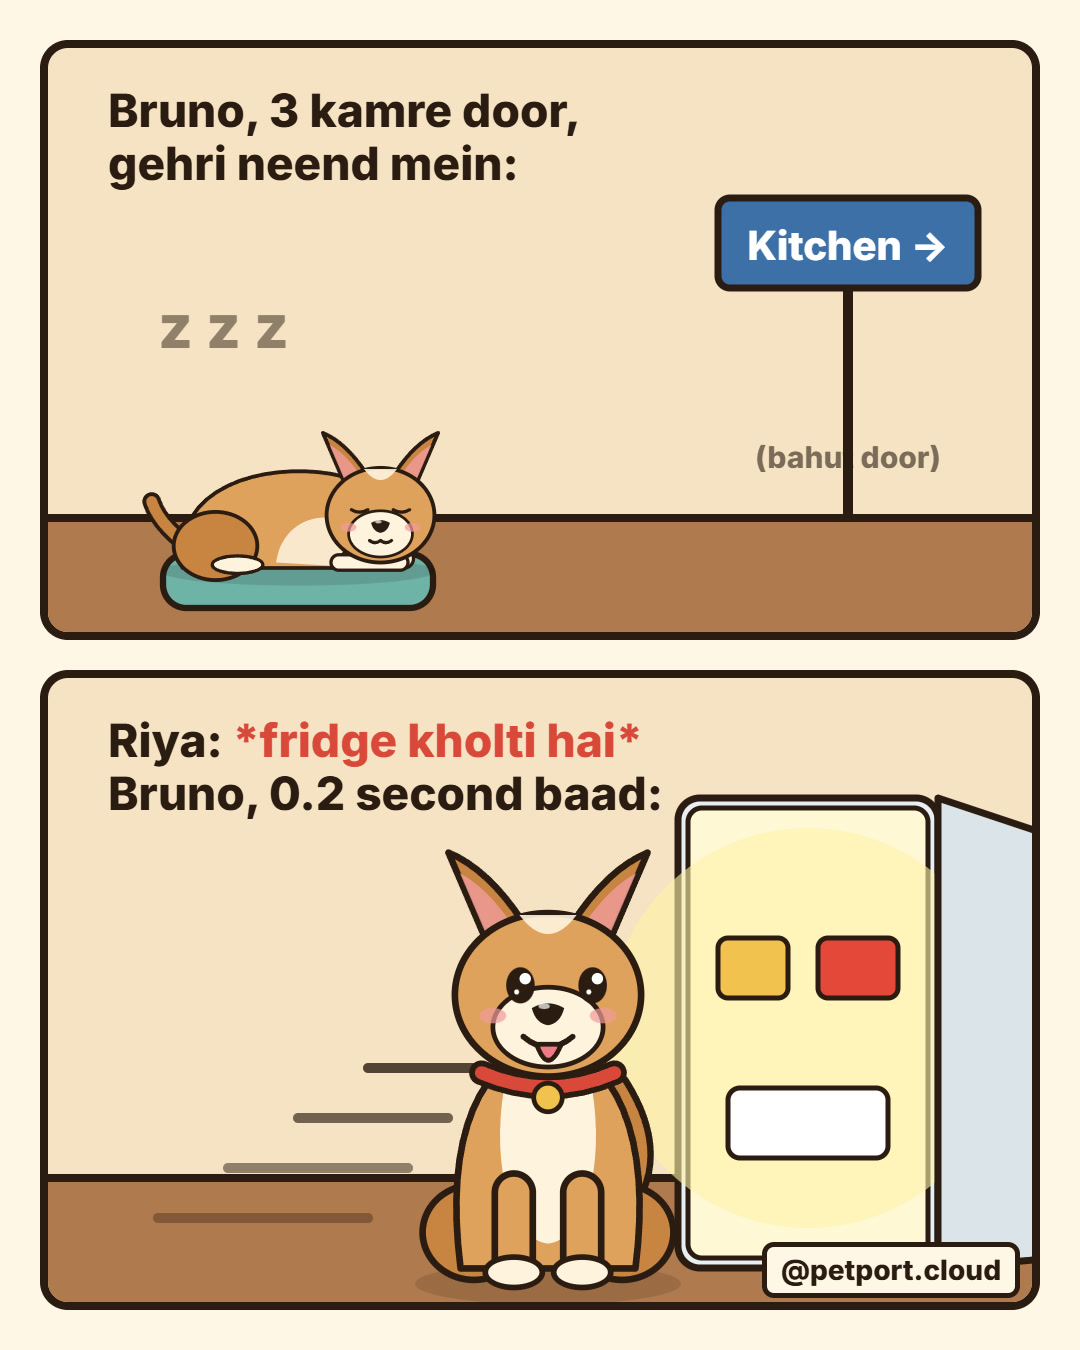 Bruno, 3 kamre door,
gehri neend mein:
Kitchen →
z z z
(bahut door)
Riya: *fridge kholti hai*
Bruno, 0.2 second baad:
@petport.cloud